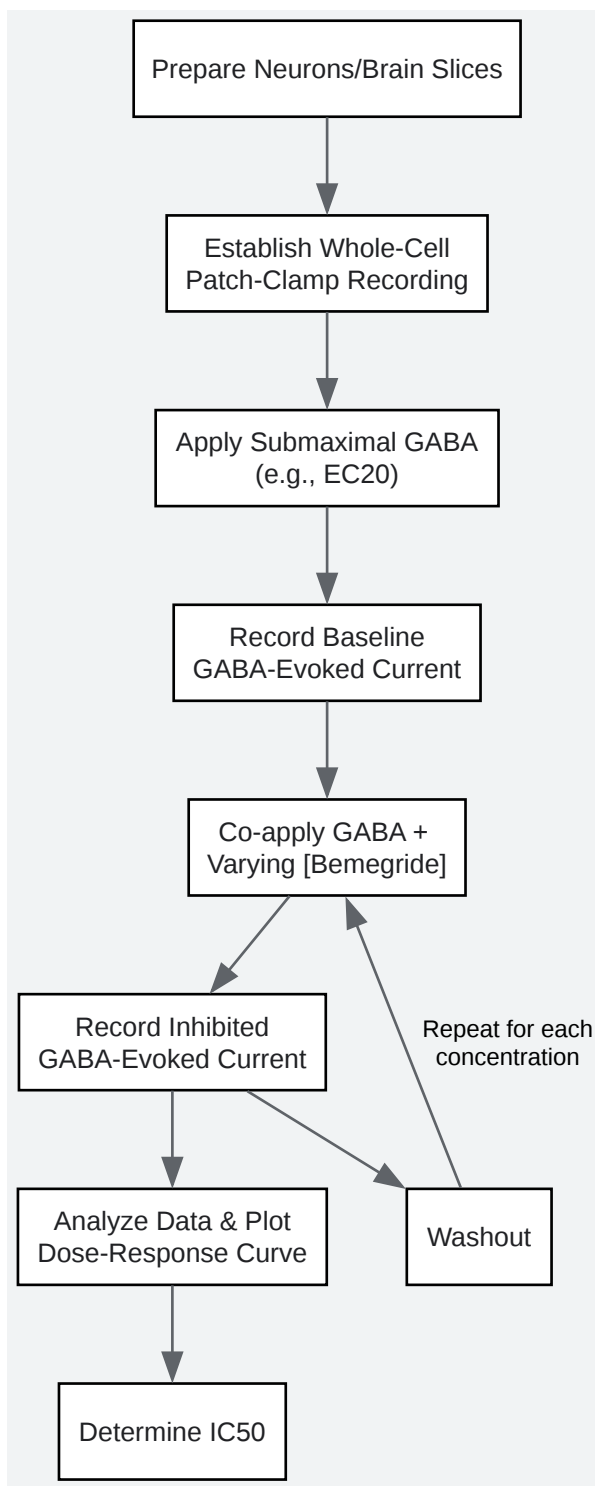 Prepare Neurons/Brain Slices
Establish Whole-Cell
Patch-Clamp Recording
Apply Submaximal GABA
(e.g., EC20)
Record Baseline
GABA-Evoked Current
Co-apply GABA +
Varying [Bemegride]
Record Inhibited
GABA-Evoked Current
Repeat for each
concentration
Analyze Data & Plot
Dose-Response Curve
Washout
Determine IC50